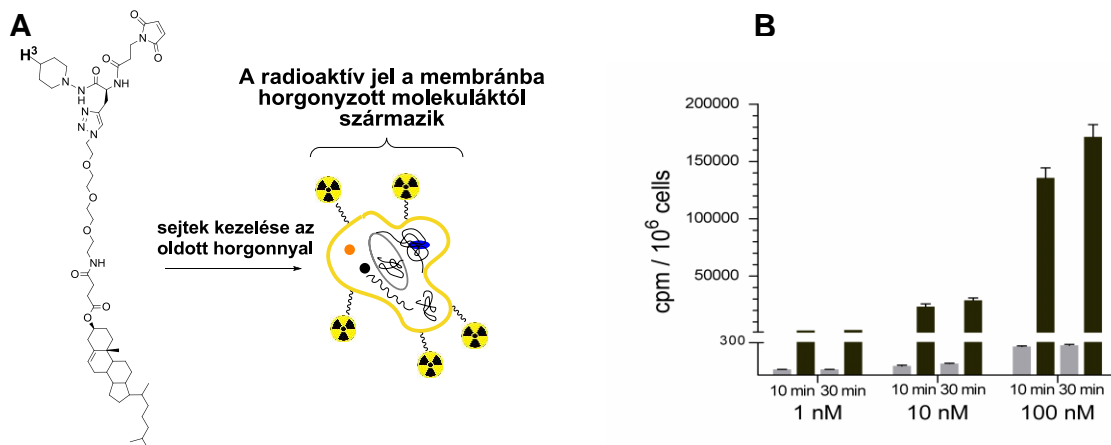 A
H³
N
O
O
N
O
O
NH
N
H
O
N
N
N
O
O
O
NH
O
O
O
A radioaktív jel a membránba
horgonyzott molekuláktól
származik
sejtek kezelése az
oldott horgonnyal
B
cpm / 10⁶ cells
200000
150000
100000
50000
300
10 min 30 min 10 min 30 min 10 min 30 min
1 nM 10 nM 100 nM